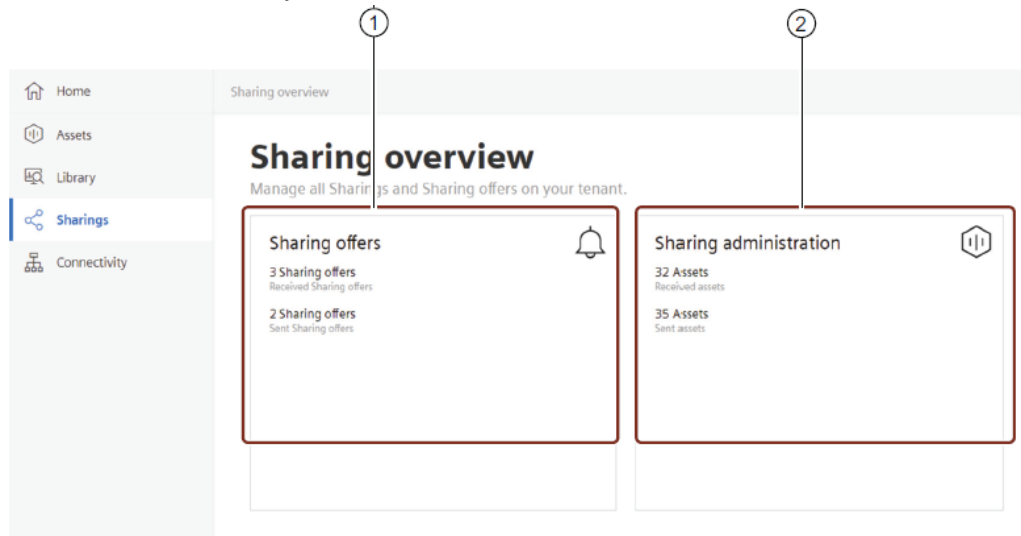 1
2
Home
Sharing overview
Assets
Library
Sharings
Connectivity
Sharing overview
Manage all Sharings and Sharing offers on your tenant.
Sharing offers
3 Sharing offers
Received Sharing offers
2 Sharing offers
Sent Sharing offers
Sharing administration
32 Assets
Received assets
35 Assets
Sent assets